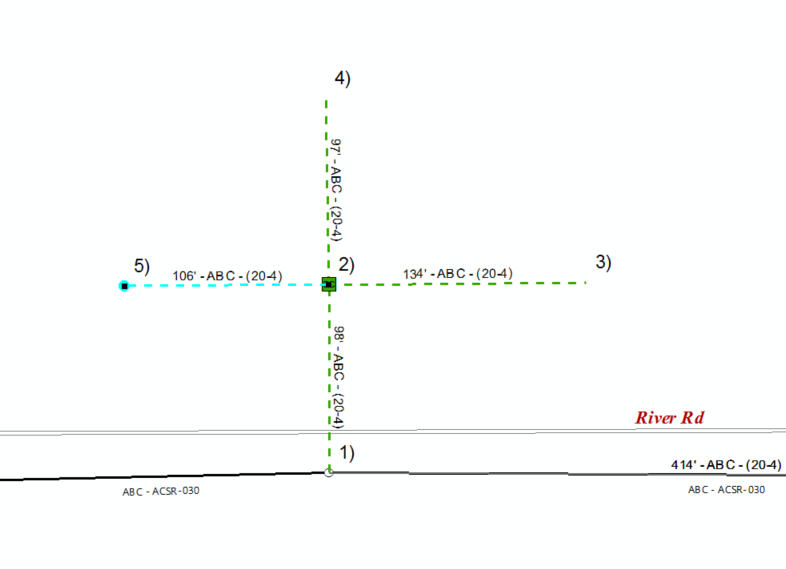 4)
97' - ABC - (20-4)
5)
106' - ABC - (20-4)
2)
134' - ABC - (20-4)
3)
98' - ABC - (20-4)
River Rd
1)
414' - ABC - (20-4)
ABC - ACSR-030
ABC - ACSR-030